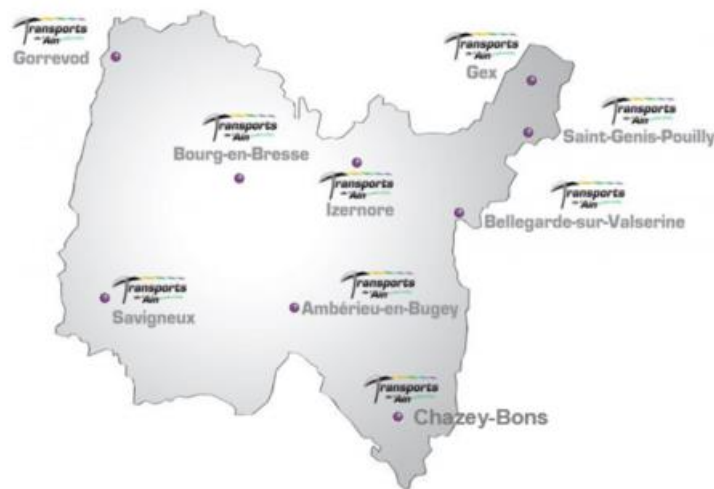 Transports
de l'Ain
Gorrevod
Transports
de l'Ain
Gex
Transports
de l'Ain
Saint-Genis-Pouilly
Transports
de l'Ain
Bourg-en-Bresse
Transports
de l'Ain
Izernore
Transports
de l'Ain
Bellegarde-sur-Valserine
Transports
de l'Ain
Savigneux
Transports
de l'Ain
Ambérieu-en-Bugey
Transports
de l'Ain
Chazey-Bons